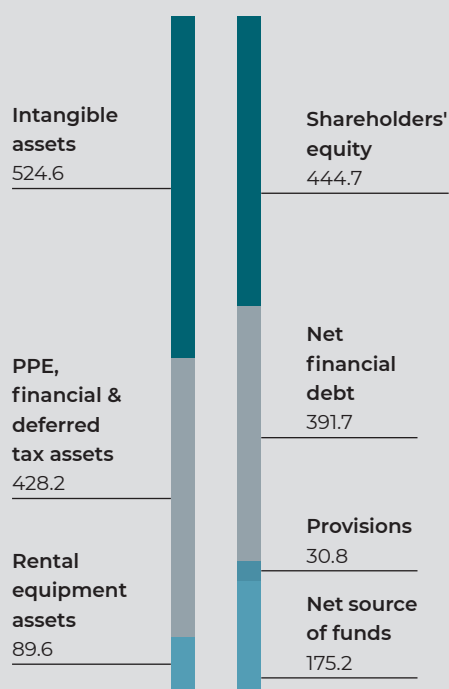 Intangible
assets
524.6
PPE,
financial &
deferred
tax assets
428.2
Rental
equipment
assets
89.6
Shareholders'
equity
444.7
Net
financial
debt
391.7
Provisions
30.8
Net source
of funds
175.2